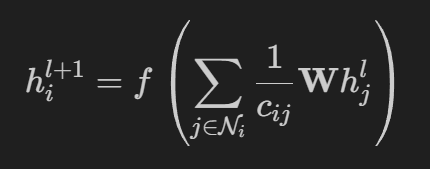 $h_i^{l+1} = f\left(\sum_{j \in \mathcal{N}_i} \frac{1}{c_{ij}} \mathbf{W} h_j^l\right)$